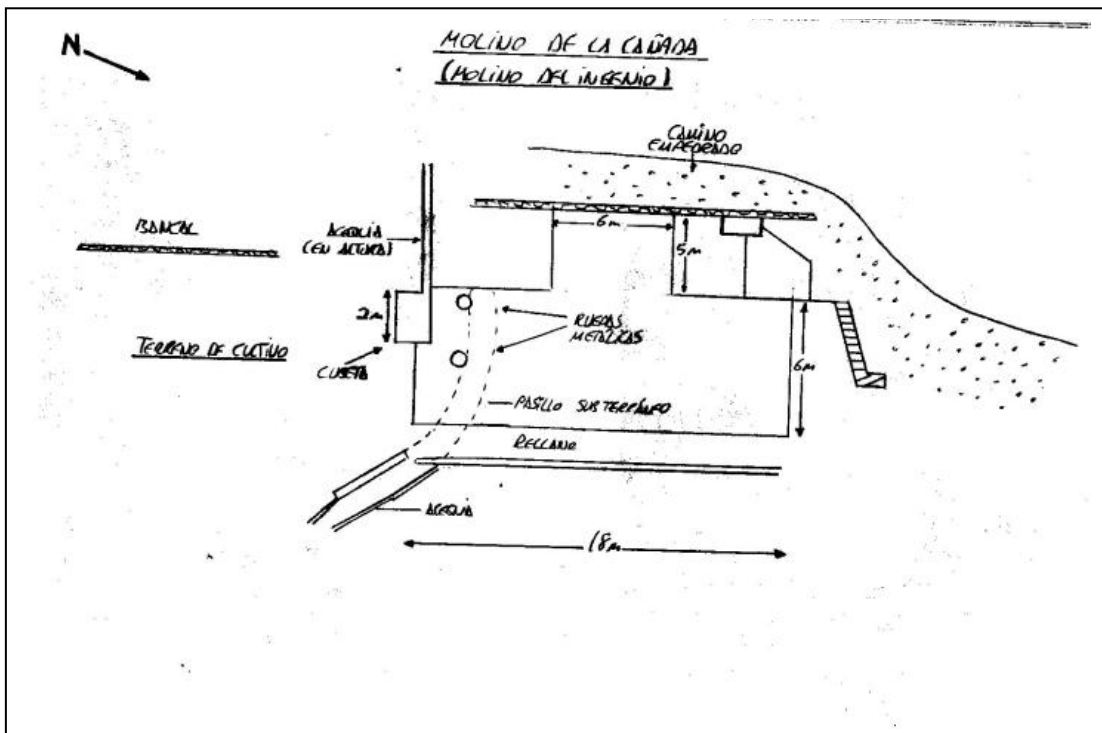 N
MOLINO DE LA CAÑADA
(MOLINO DEL INGENIO)
CAMINO
EMPEDRADO
BANCAL
ACEQUIA
(EN ALTURA)
6m
5m
2m
RUEDAS
METÁLICAS
TERRENO DE CULTIVO
CUBETA
6m
PASILLO SUBTERRÁNEO
RELLANO
ACEQUIA
18m